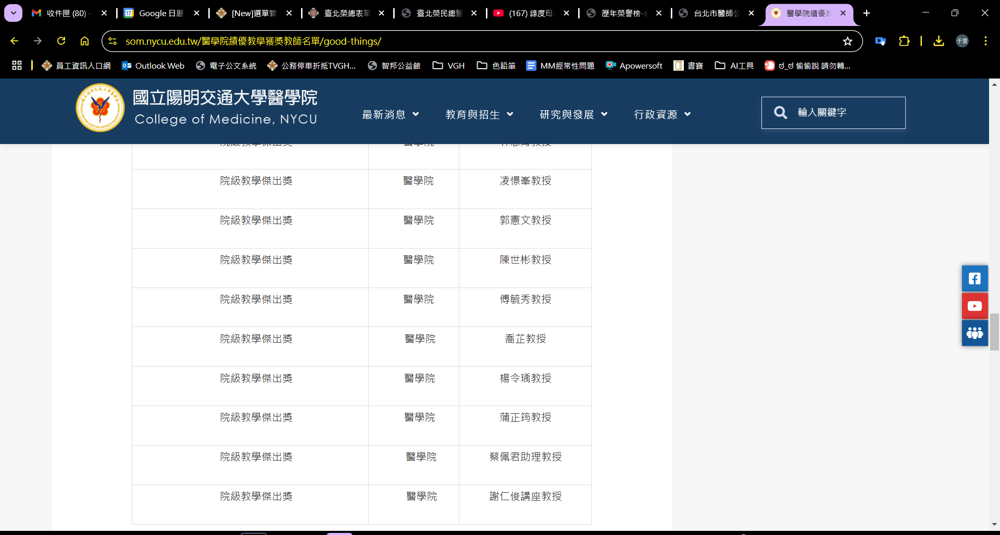 收件匣 (80) -
Google 日曆
[New]選單管
臺北榮總表單
臺北榮民總醫
(167) 綠度母
歷年榮譽榜-台
台北市醫師公
醫學院績優教
som.nycu.edu.tw/醫學院績優教學獲獎教師名單/good-things/
于萱
員工資訊入口網
Outlook Web
電子公文系統
公務停車折抵TVGH...
智邦公益館
VGH
色鉛筆
MM經常性問題
Apowersoft
書寶
AI工具
ಠ_ಠ 偷偷說 請勿轉...
國立陽明交通大學醫學院
College of Medicine, NYCU
最新消息
教育與招生
研究與發展
行政資源
輸入關鍵字
院級教學傑出獎 醫學院
院級教學傑出獎 醫學院 凌憬峯教授
院級教學傑出獎 醫學院 郭憲文教授
院級教學傑出獎 醫學院 陳世彬教授
院級教學傑出獎 醫學院 傅毓秀教授
院級教學傑出獎 醫學院 喬芷教授
院級教學傑出獎 醫學院 楊令瑀教授
院級教學傑出獎 醫學院 蒲正筠教授
院級教學傑出獎 醫學院 蔡佩君助理教授
院級教學傑出獎 醫學院 謝仁俊講座教授